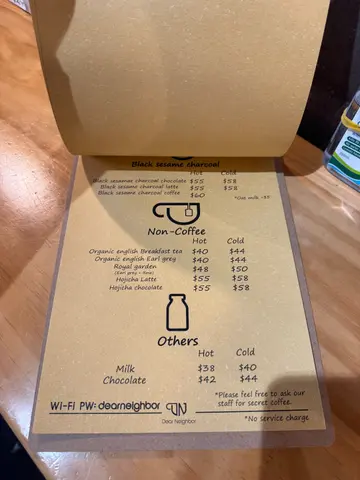 Black sesame charcoal
Hot Cold
Black sesamae charcoal chocolate $55 $58
Black sesame charcoal latte $55 $58
Black sesame charcoal coffee $60
Non-Coffee
Hot Cold
Organic english Breakfast tea $40 $44
Organic english Earl grey $40 $44
Royal garden $48 $50
Hojicha Latte $55 $58
Hojicha chocolate $55 $58
Others
Hot Cold
Milk $38 $40
Chocolate $42 $44
*Please feel free to ask our
staff for secret coffee.
Wi-Fi PW: dearneighbor
Dear Neighbor
*No service charge